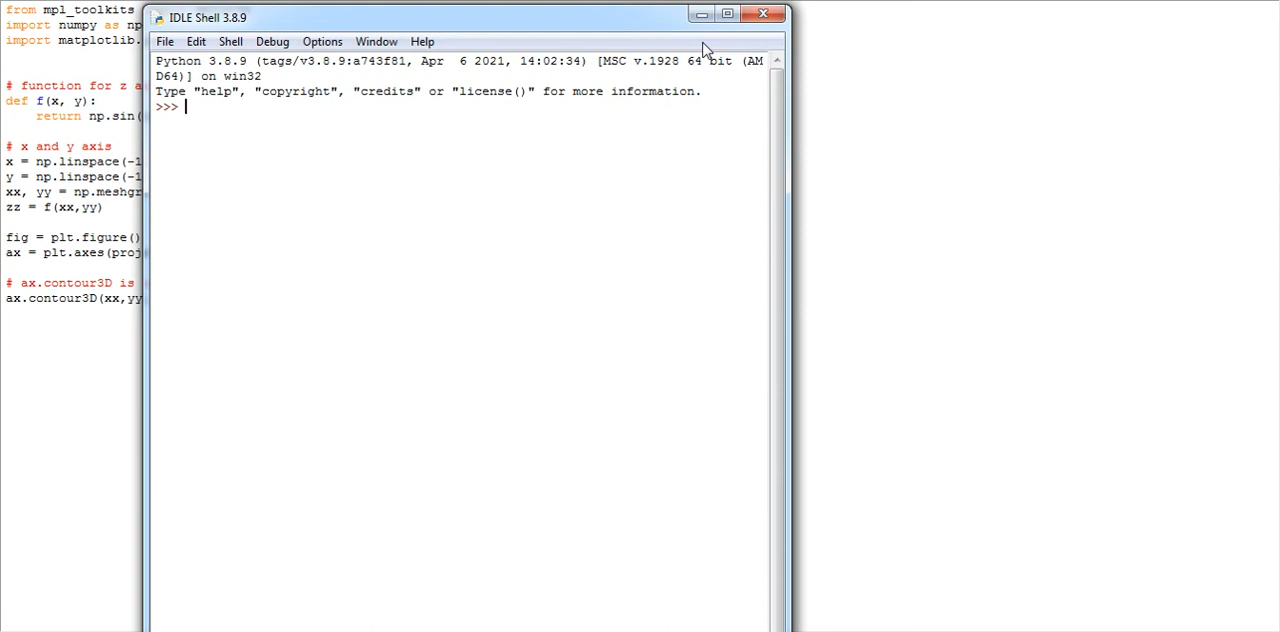 from mpl_toolkits
import numpy as np
import matplotlib.
# function for z a
def f(x, y):
    return np.sin(
# x and y axis
x = np.linspace(-1
y = np.linspace(-1
xx, yy = np.meshgr
zz = f(xx,yy)
fig = plt.figure()
ax = plt.axes(proj
# ax.contour3D is
ax.contour3D(xx,yy
IDLE Shell 3.8.9
File Edit Shell Debug Options Window Help
Python 3.8.9 (tags/v3.8.9:a743f81, Apr  6 2021, 14:02:34) [MSC v.1928 64 bit (AM
D64)] on win32
Type "help", "copyright", "credits" or "license()" for more information.
>>>